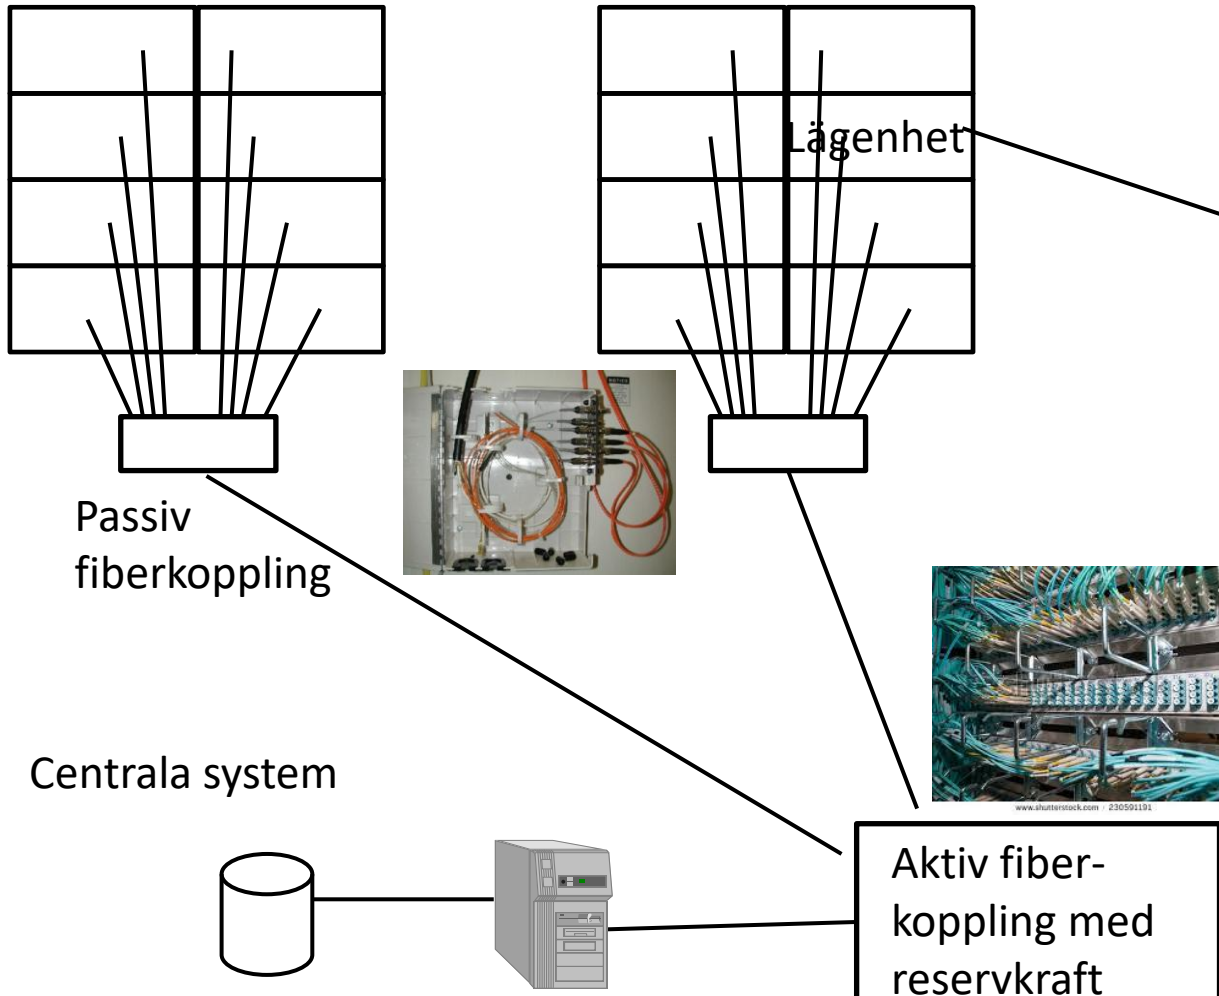 Lägenhet
Passiv
fiberkoppling
Centrala system
www.shutterstock.com · 230591191
Aktiv fiber-
koppling med
reservkraft